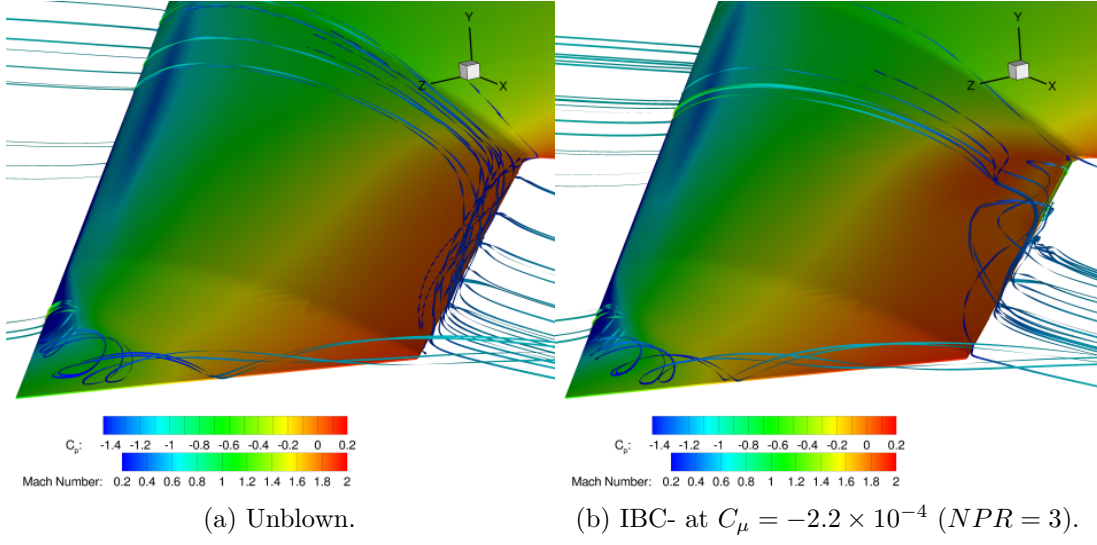 Y
Z
X
Y
Z
X
Cp: -1.4 -1.2 -1 -0.8 -0.6 -0.4 -0.2 0 0.2
Mach Number: 0.2 0.4 0.6 0.8 1 1.2 1.4 1.6 1.8 2
Cp: -1.4 -1.2 -1 -0.8 -0.6 -0.4 -0.2 0 0.2
Mach Number: 0.2 0.4 0.6 0.8 1 1.2 1.4 1.6 1.8 2
(a) Unblown.
(b) IBC- at Cμ = −2.2 × 10⁻⁴ (NPR = 3).